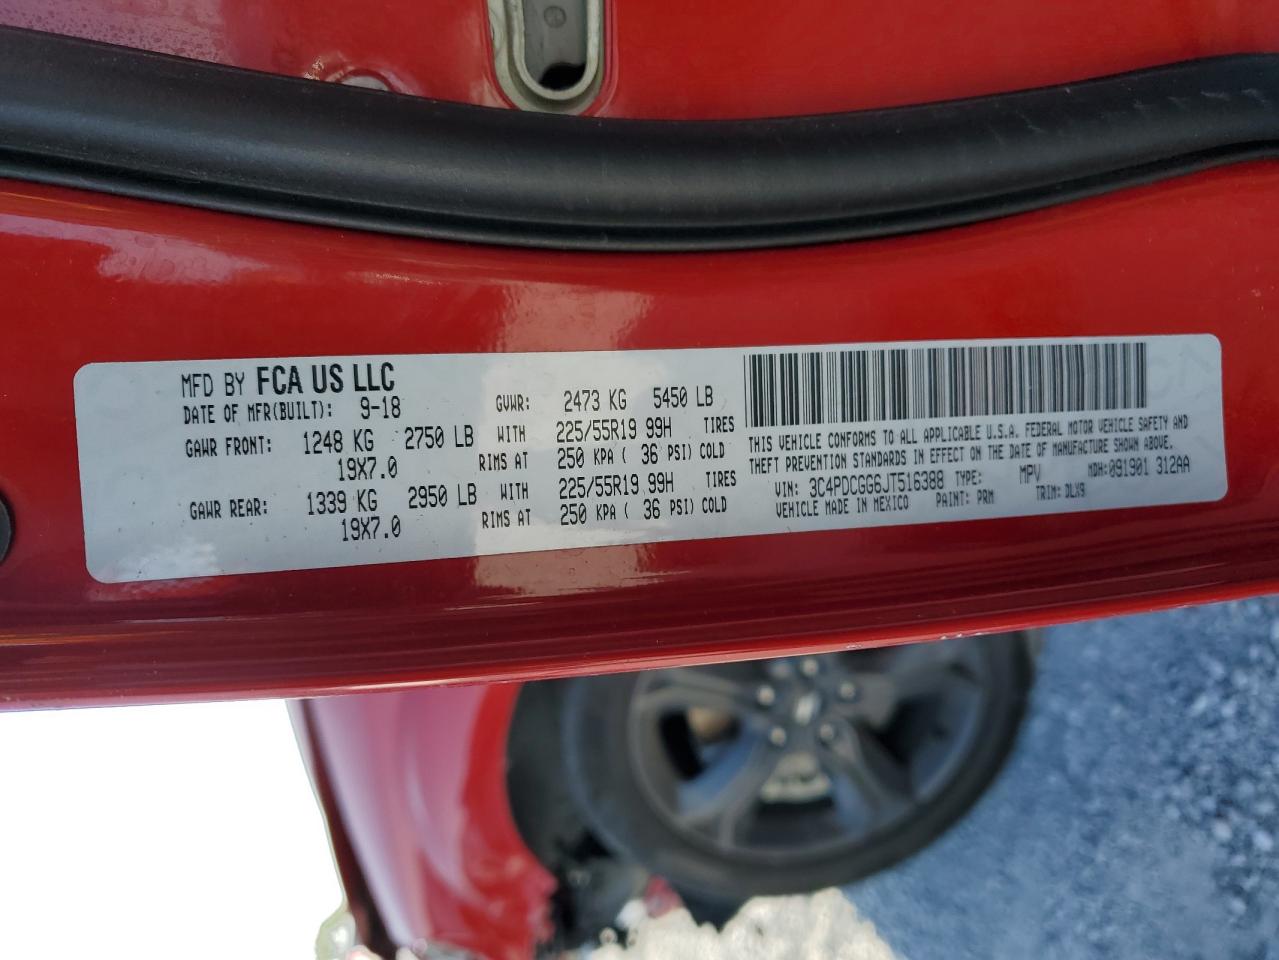 MFD BY FCA US LLC
DATE OF MFR(BUILT): 9-18 GVWR: 2473 KG 5450 LB
GAWR FRONT: 1248 KG 2750 LB WITH 225/55R19 99H TIRES
19X7.0 RIMS AT 250 KPA ( 36 PSI) COLD
GAWR REAR: 1339 KG 2950 LB WITH 225/55R19 99H TIRES
19X7.0 RIMS AT 250 KPA ( 36 PSI) COLD
THIS VEHICLE CONFORMS TO ALL APPLICABLE U.S.A. FEDERAL MOTOR VEHICLE SAFETY AND
THEFT PREVENTION STANDARDS IN EFFECT ON THE DATE OF MANUFACTURE SHOWN ABOVE.
VIN: 3C4PDCGG6JT516388 TYPE: MPV MDH: 091901 312AA
VEHICLE MADE IN MEXICO PAINT: PRM TRIM: DLX9